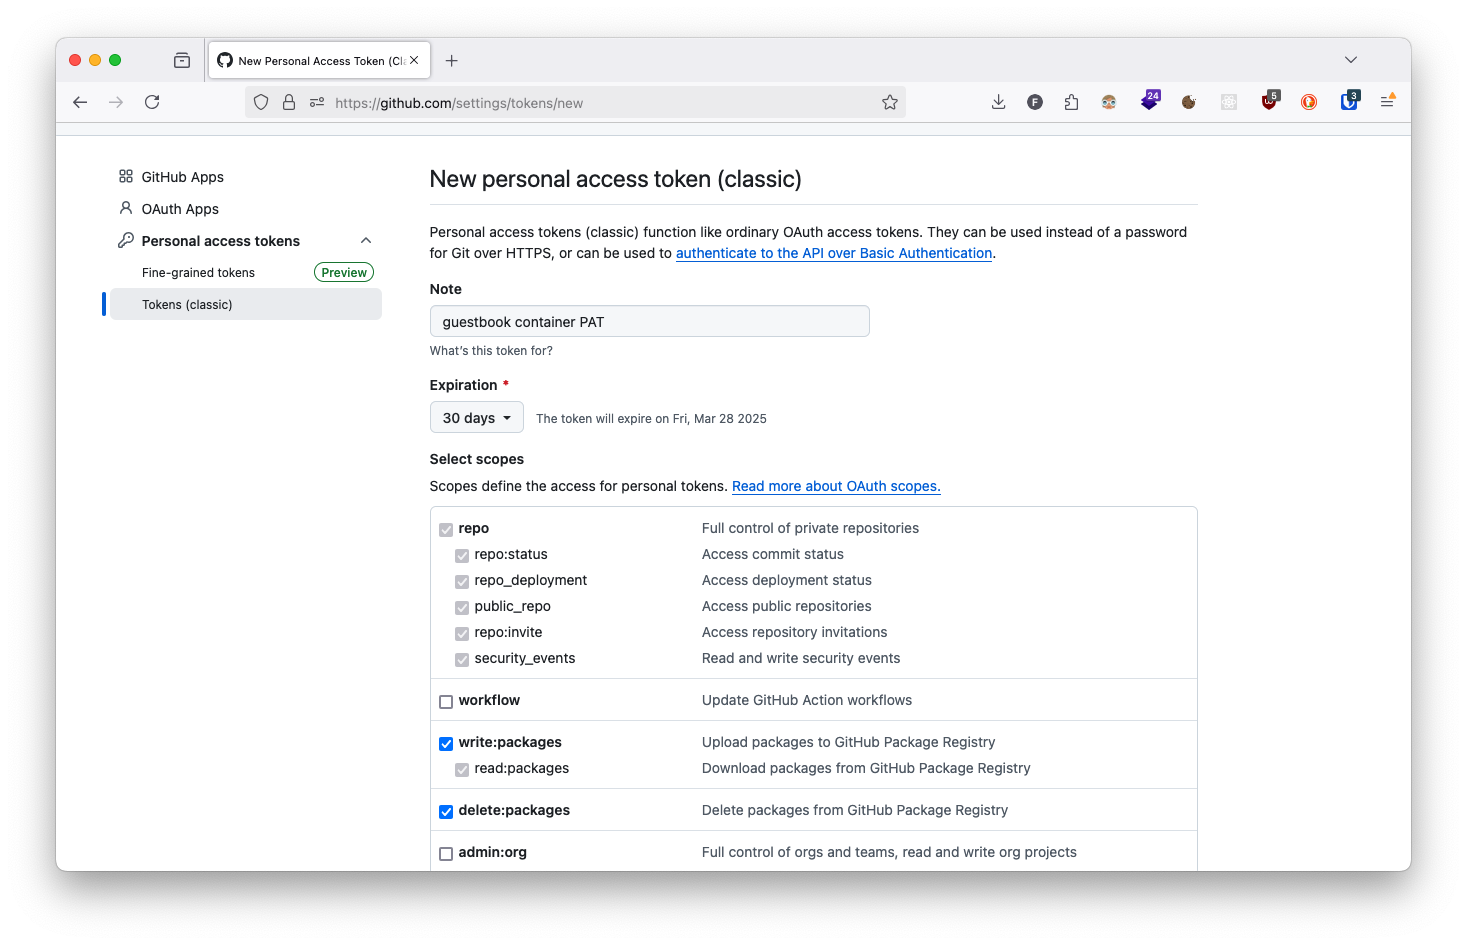 New Personal Access Token (Cl
https://github.com/settings/tokens/new
F
24
5
3
GitHub Apps
OAuth Apps
Personal access tokens
Fine-grained tokens Preview
Tokens (classic)
New personal access token (classic)
Personal access tokens (classic) function like ordinary OAuth access tokens. They can be used instead of a password
for Git over HTTPS, or can be used to authenticate to the API over Basic Authentication.
Note
guestbook container PAT
What's this token for?
Expiration *
30 days The token will expire on Fri, Mar 28 2025
Select scopes
Scopes define the access for personal tokens. Read more about OAuth scopes.
repo Full control of private repositories
repo:status Access commit status
repo_deployment Access deployment status
public_repo Access public repositories
repo:invite Access repository invitations
security_events Read and write security events
workflow Update GitHub Action workflows
write:packages Upload packages to GitHub Package Registry
read:packages Download packages from GitHub Package Registry
delete:packages Delete packages from GitHub Package Registry
admin:org Full control of orgs and teams, read and write org projects